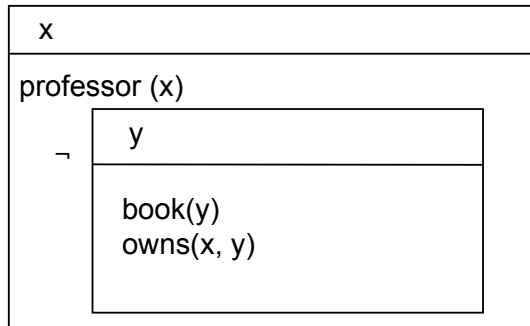 x
professor (x)
¬
y
book(y)
owns(x, y)